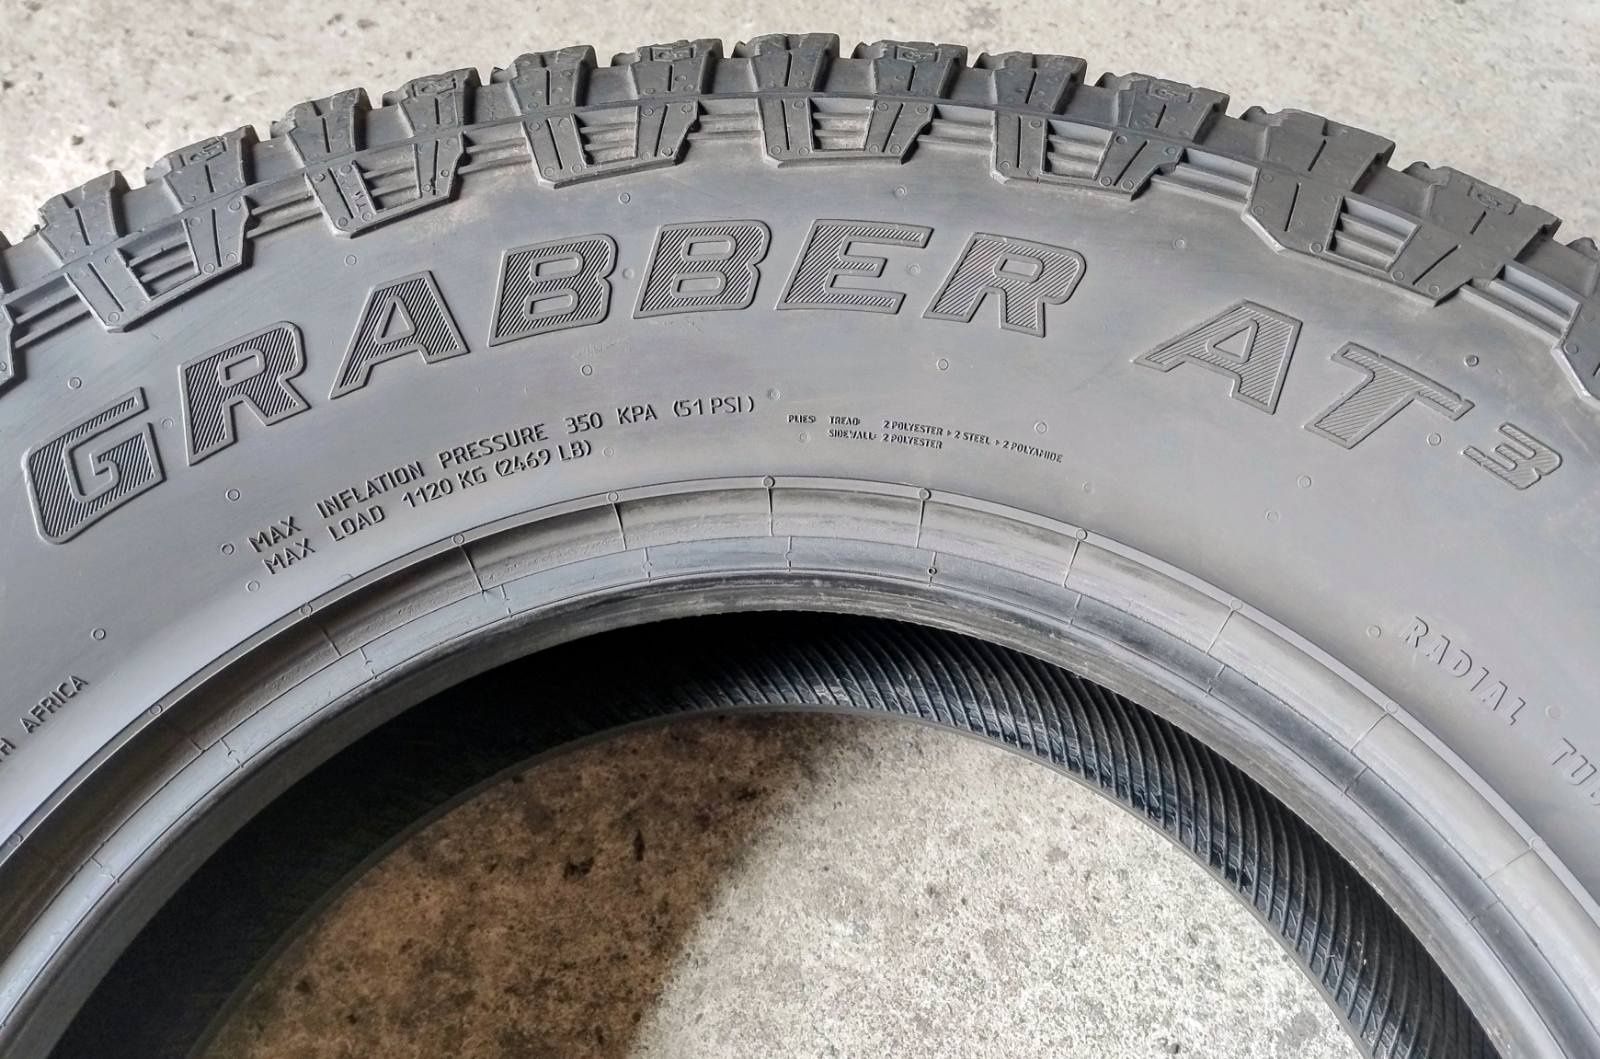 GRABBER AT3
MAX INFLATION PRESSURE 350 KPA (51 PSI)
MAX LOAD 1120 KG (2469 LB)
PLIES: TREAD: 2 POLYESTER + 2 STEEL + 2 POLYAMIDE
SIDEWALL: 2 POLYESTER
AFRICA
RADIAL